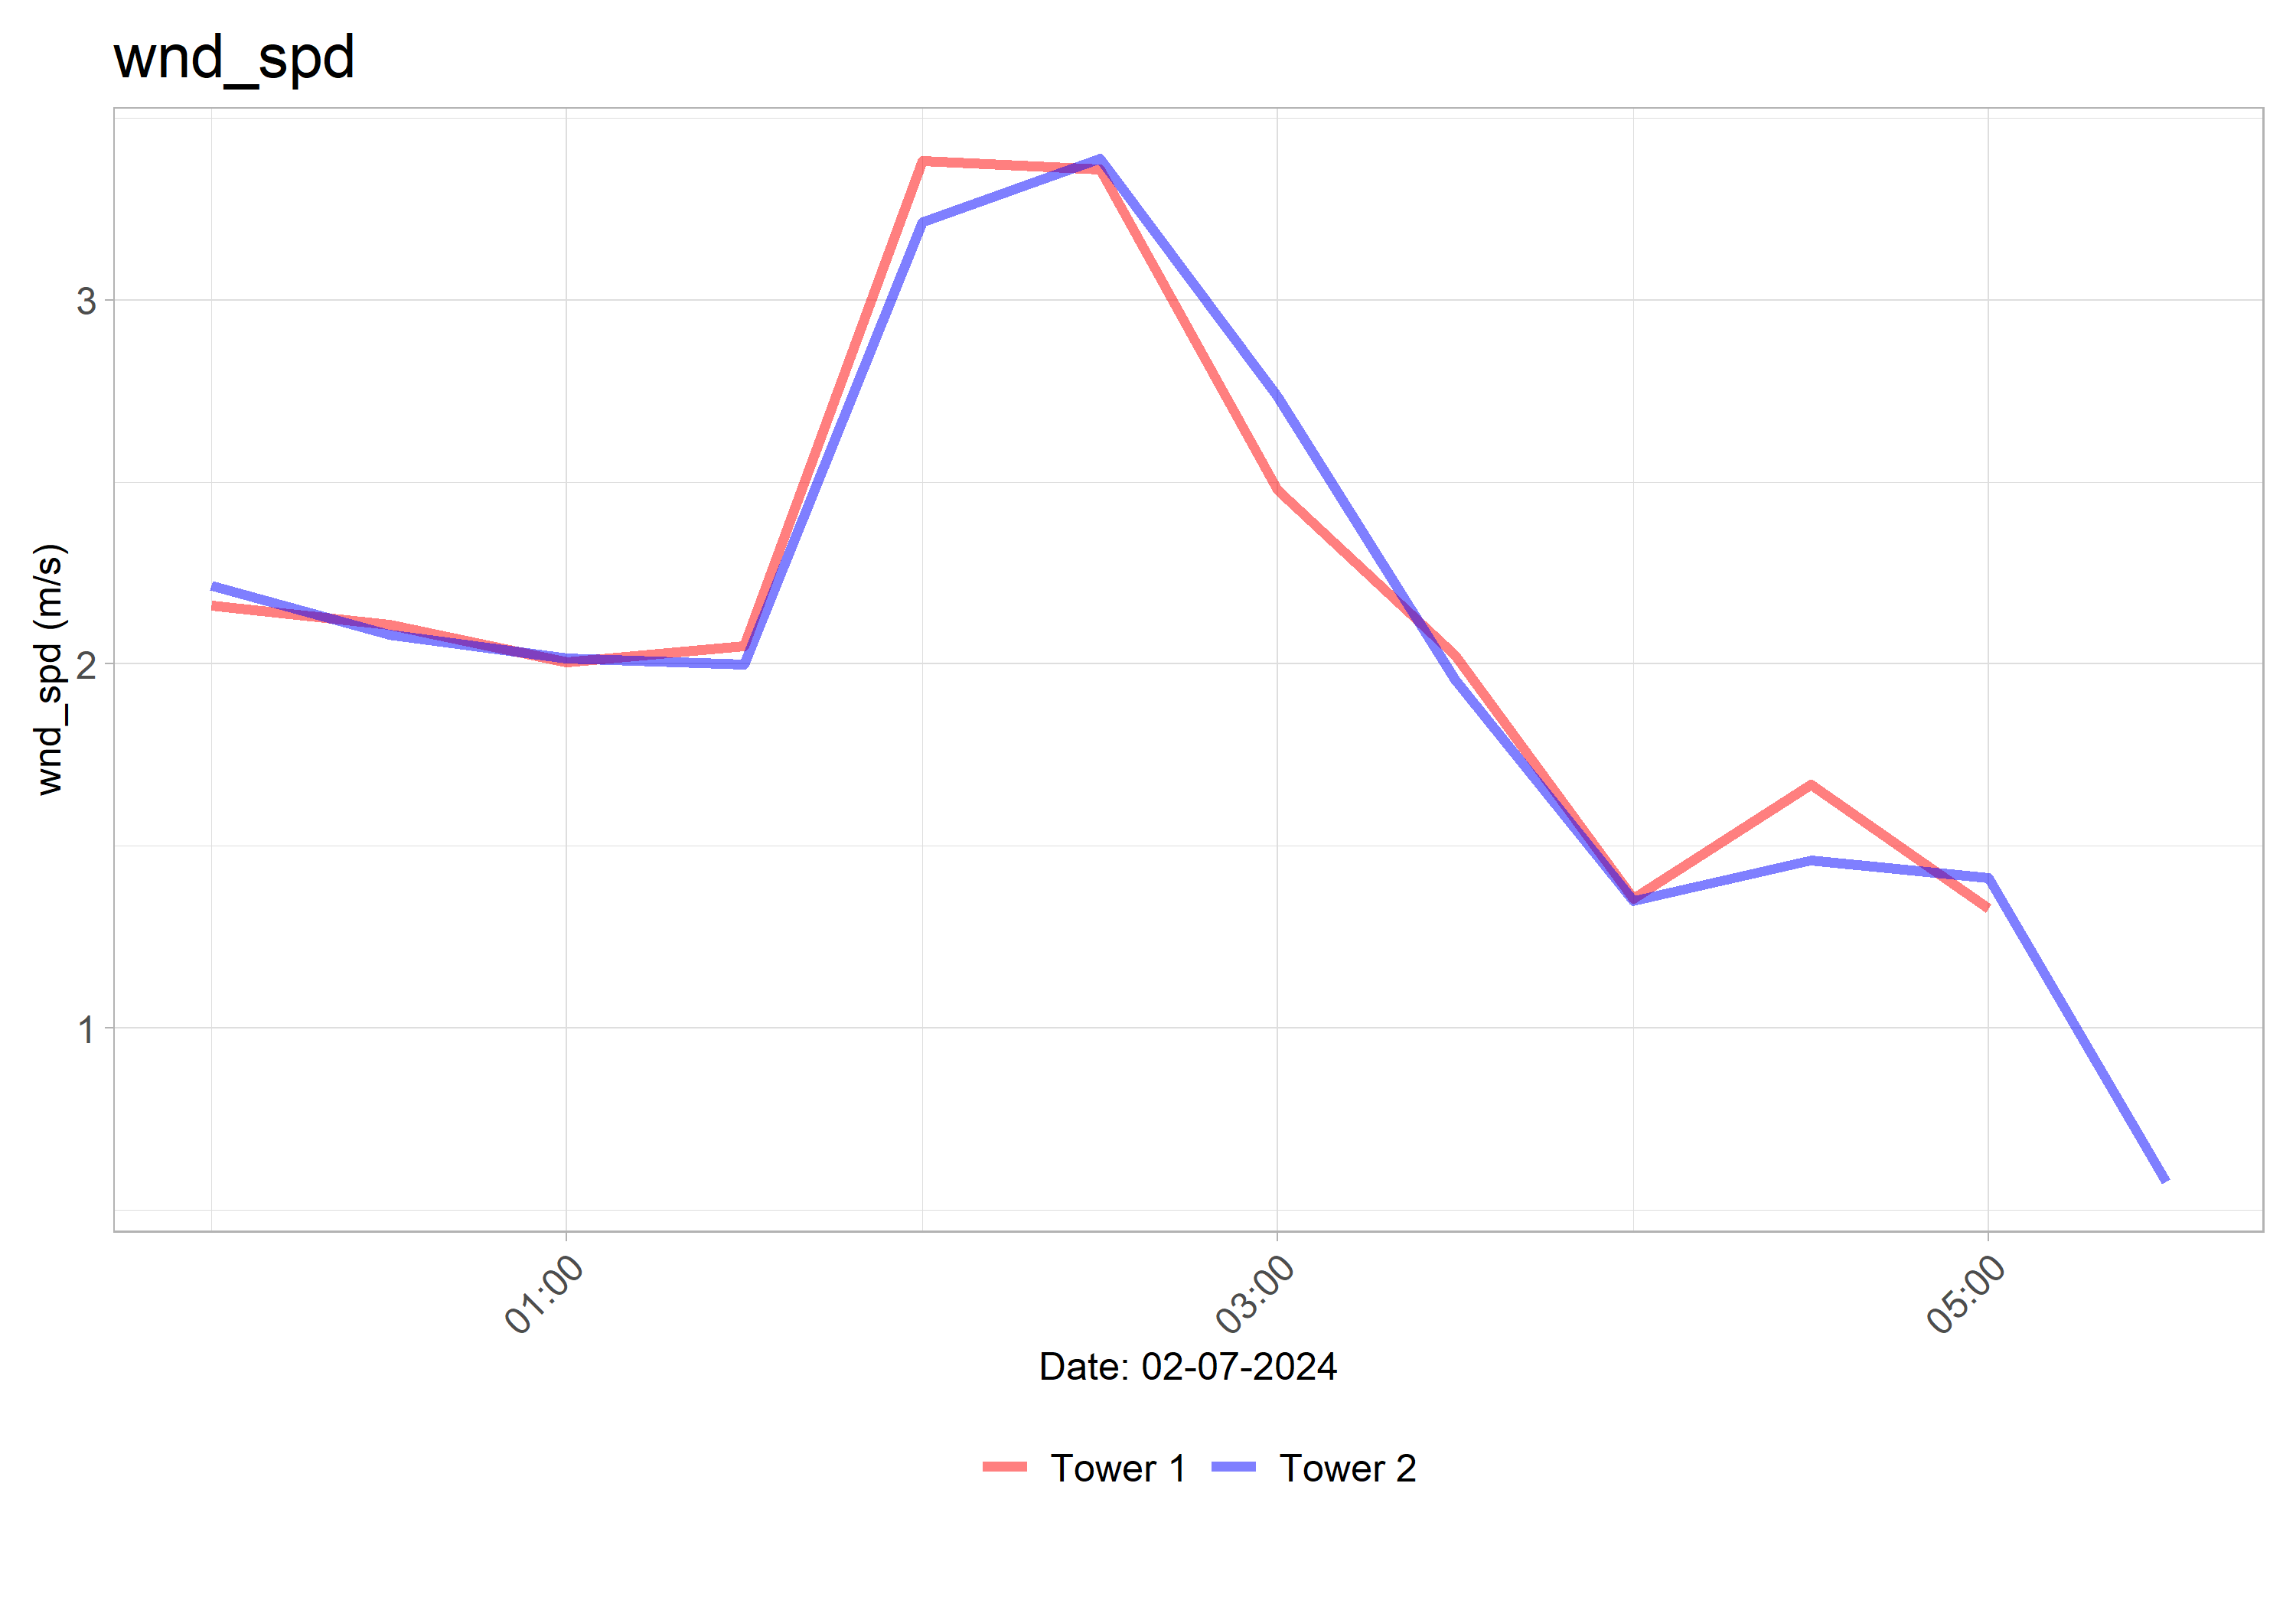 wnd_spd
wnd_spd (m/s)
3
2
1
01:00
03:00
05:00
Date: 02-07-2024
Tower 1
Tower 2